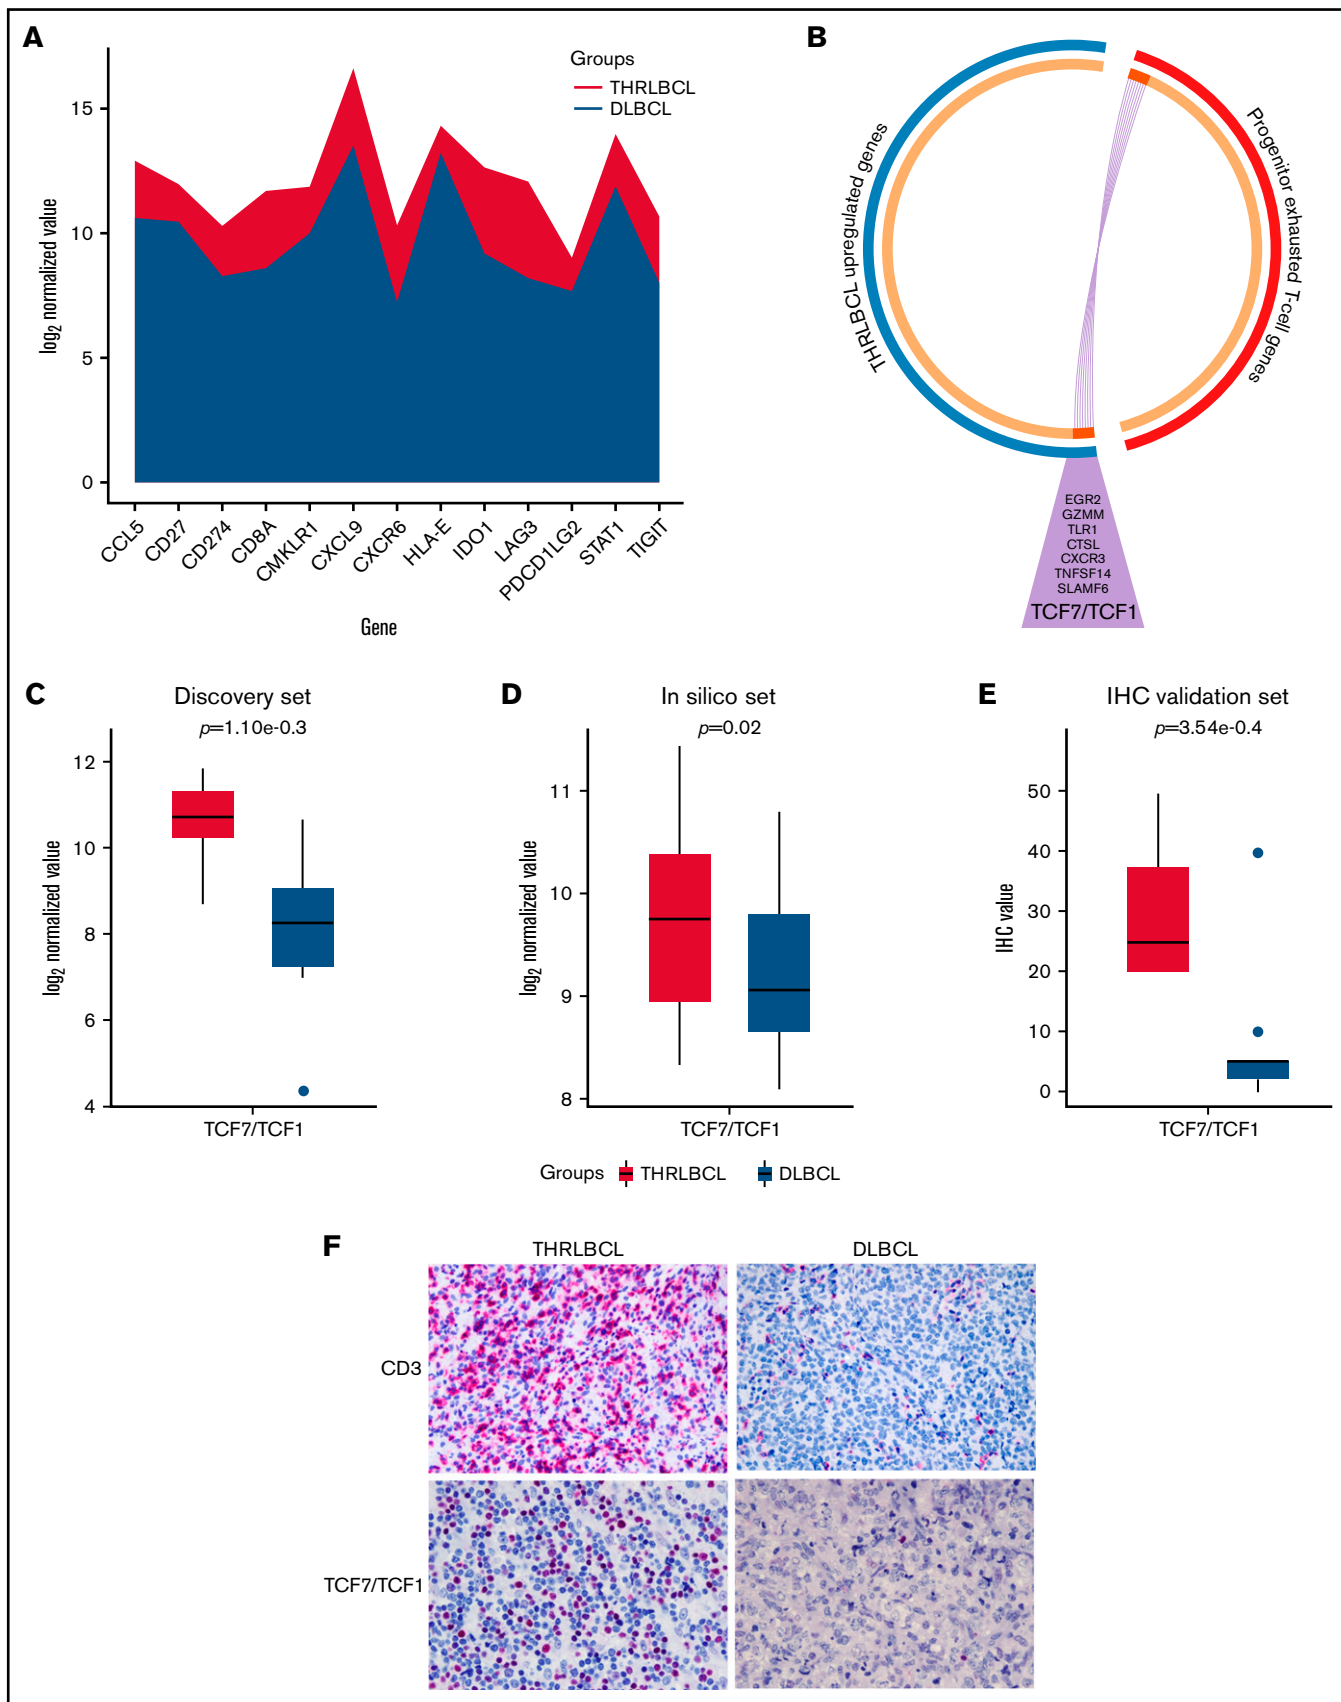 A
Groups
THRLBCL
DLBCL
log2 normalized value
15
10
5
0
CCL5
CD27
CD274
CD8A
CMKLR1
CXCL9
CXCR6
HLA-E
IDO1
LAG3
PDCD1LG2
STAT1
TIGIT
Gene
B
THRLBCL upregulated genes
Progenitor exhausted T-cell genes
EGR2
GZMM
TLR1
CTSL
CXCR3
TNFSF14
SLAMF6
TCF7/TCF1
C
Discovery set
p=1.10e-0.3
log2 normalized value
12
10
8
6
4
TCF7/TCF1
D
In silico set
p=0.02
log2 normalized value
11
10
9
8
TCF7/TCF1
E
IHC validation set
p=3.54e-0.4
IHC value
50
40
30
20
10
0
TCF7/TCF1
Groups THRLBCL DLBCL
F
THRLBCL DLBCL
CD3
TCF7/TCF1